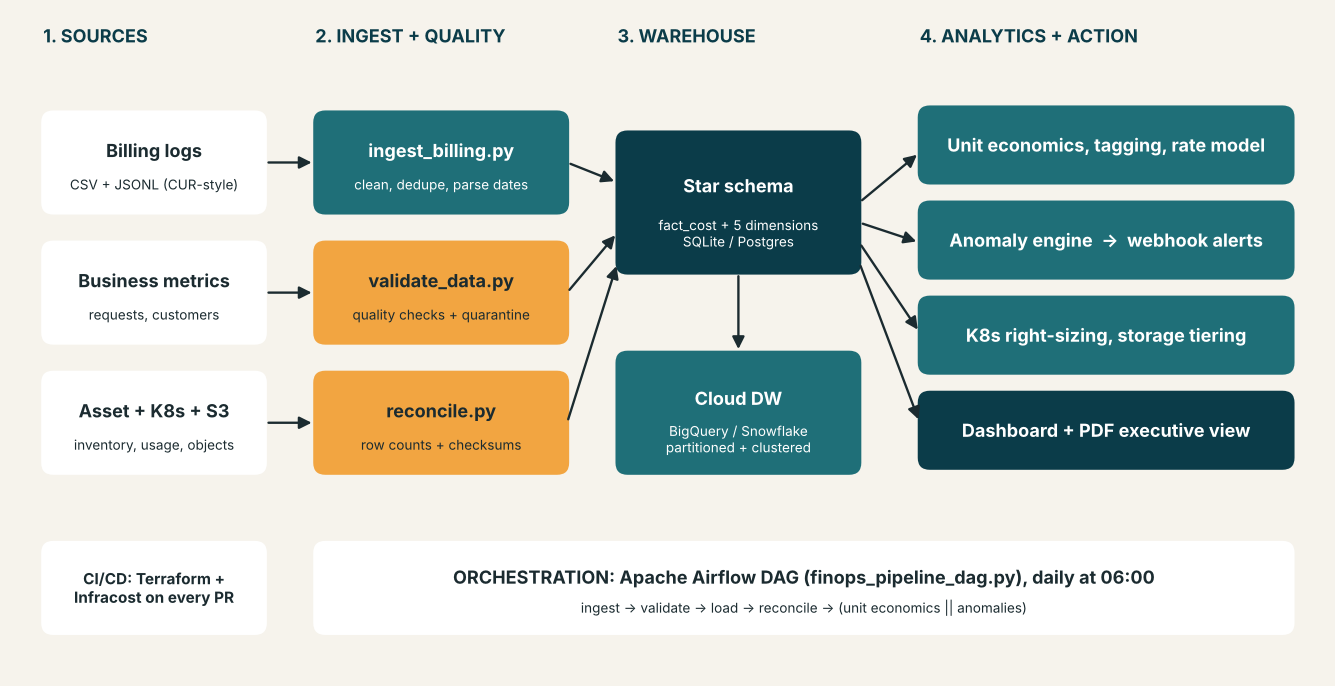 1. SOURCES
2. INGEST + QUALITY
3. WAREHOUSE
4. ANALYTICS + ACTION
Billing logs
CSV + JSONL (CUR-style)
Business metrics
requests, customers
Asset + K8s + S3
inventory, usage, objects
ingest_billing.py
clean, dedupe, parse dates
validate_data.py
quality checks + quarantine
reconcile.py
row counts + checksums
Star schema
fact_cost + 5 dimensions
SQLite / Postgres
Cloud DW
BigQuery / Snowflake
partitioned + clustered
Unit economics, tagging, rate model
Anomaly engine → webhook alerts
K8s right-sizing, storage tiering
Dashboard + PDF executive view
CI/CD: Terraform +
Infracost on every PR
ORCHESTRATION: Apache Airflow DAG (finops_pipeline_dag.py), daily at 06:00
ingest → validate → load → reconcile → (unit economics || anomalies)